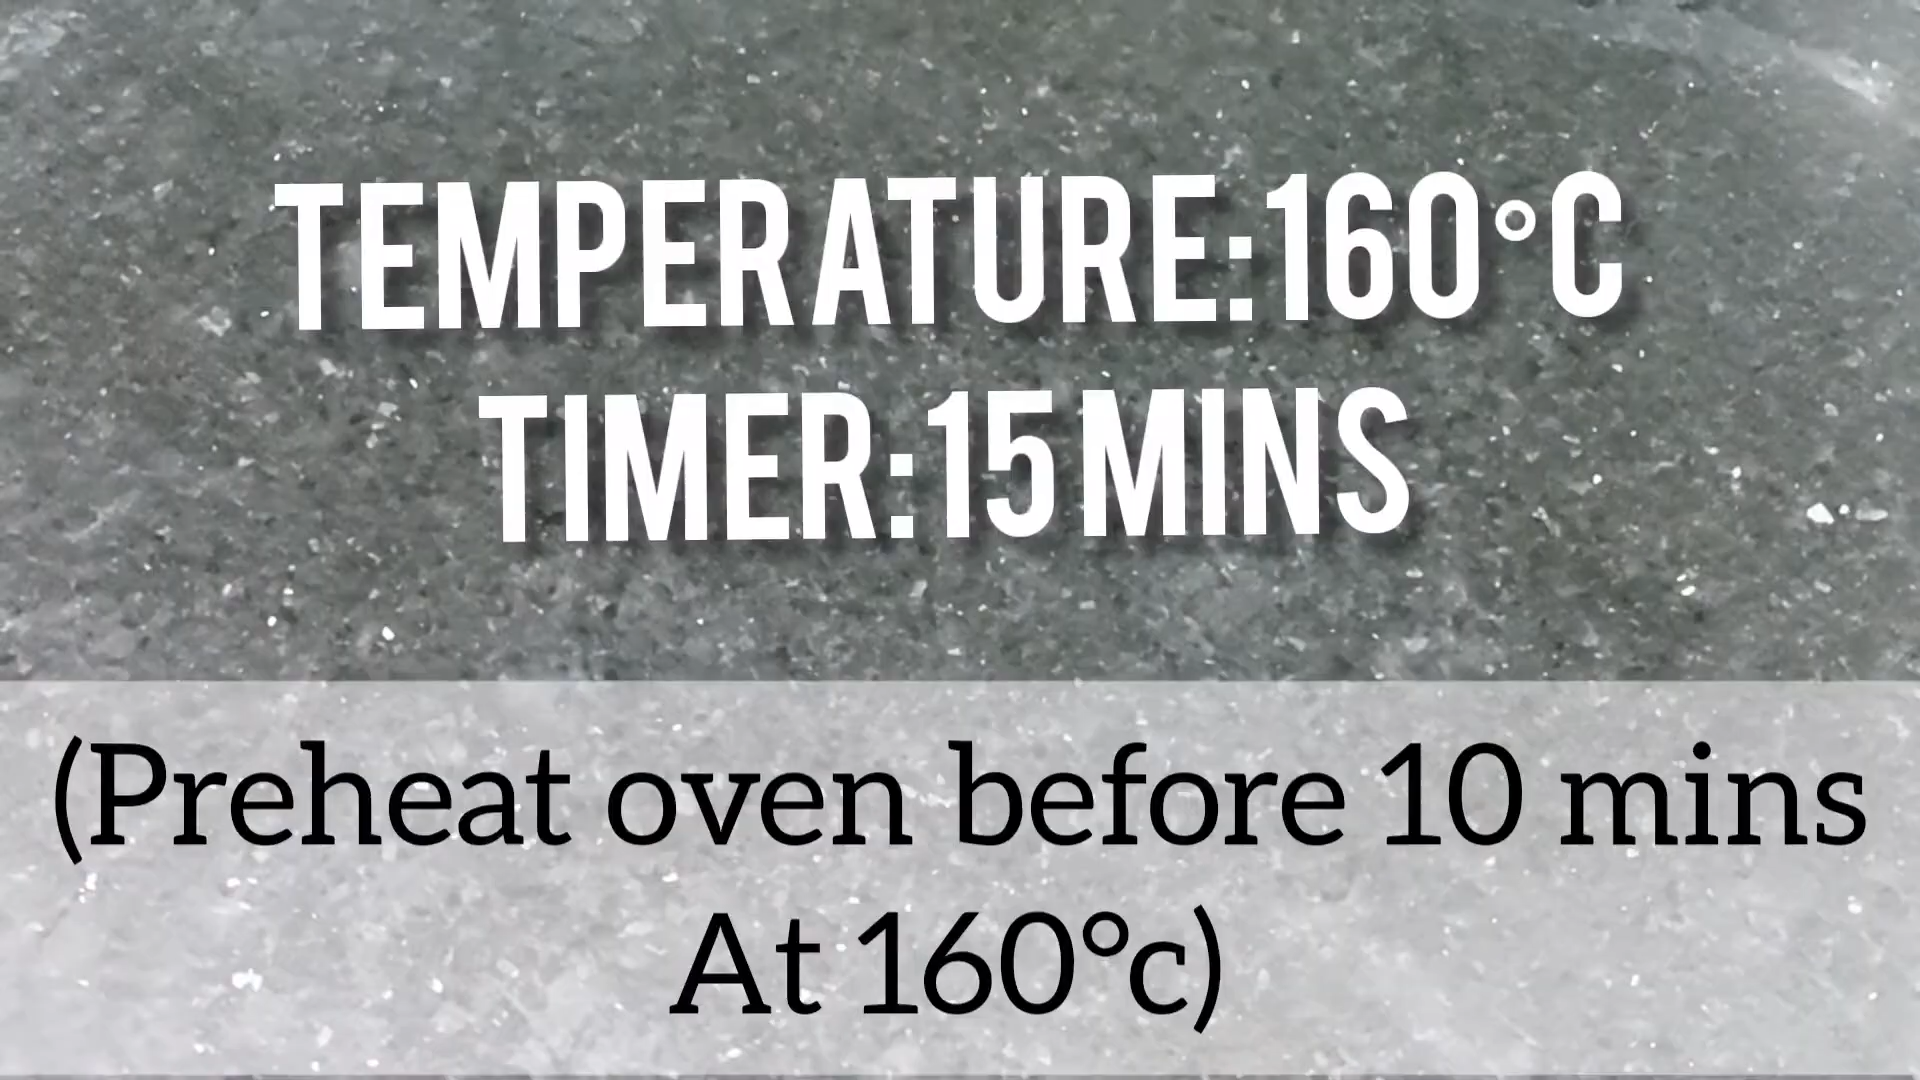 TEMPERATURE:160°C
TIMER:15 MINS
(Preheat oven before 10 mins
At 160°c)